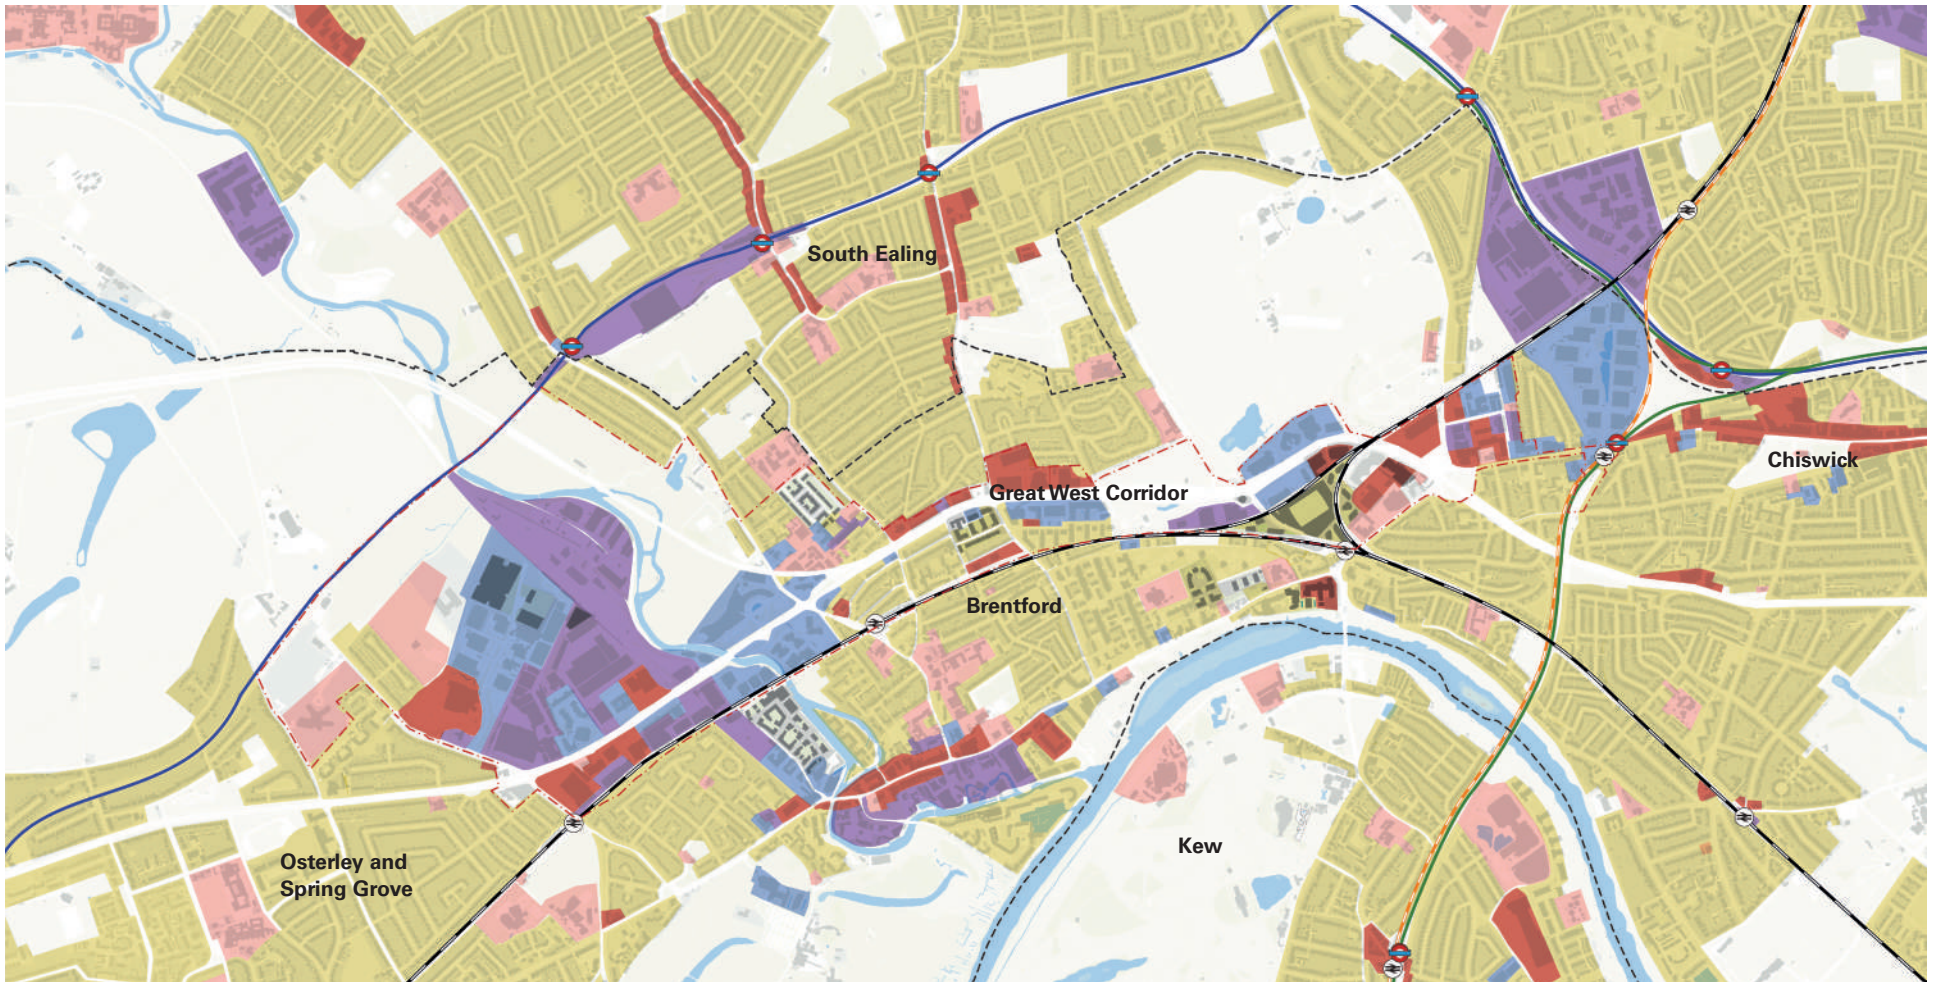 South Ealing
Chiswick
Great West Corridor
Brentford
Kew
Osterley and
Spring Grove